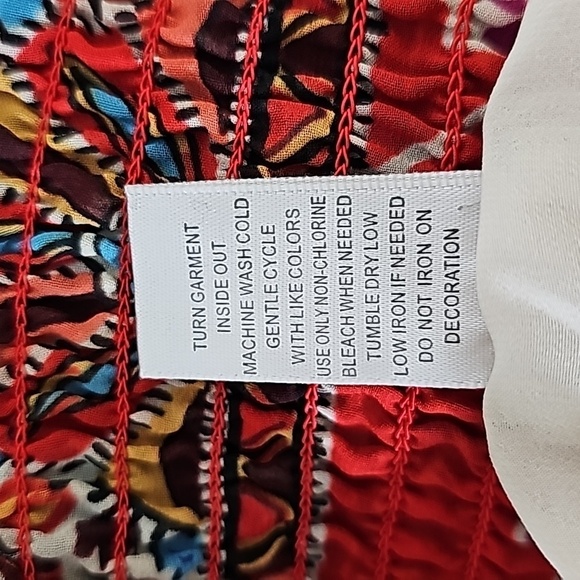 TURN GARMENT
INSIDE OUT
MACHINE WASH COLD
GENTLE CYCLE
WITH LIKE COLORS
USE ONLY NON-CHLORINE
BLEACH WHEN NEEDED
TUMBLE DRY LOW
LOW IRON IF NEEDED
DO NOT IRON ON
DECORATION